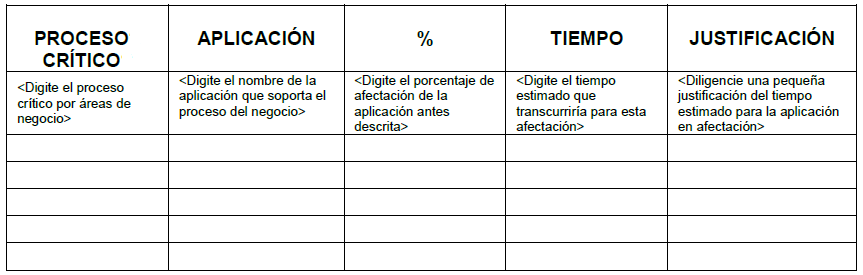 PROCESO
CRÍTICO
APLICACIÓN
%
TIEMPO
JUSTIFICACIÓN
<Digite el proceso
crítico por áreas de
negocio>
<Digite el nombre de la
aplicación que soporta el
proceso del negocio>
<Digite el porcentaje de
afectación de la
aplicación antes
descrita>
<Digite el tiempo
estimado que
transcurriría para esta
afectación>
<Diligencie una pequeña
justificación del tiempo
estimado para la aplicación
en afectación>